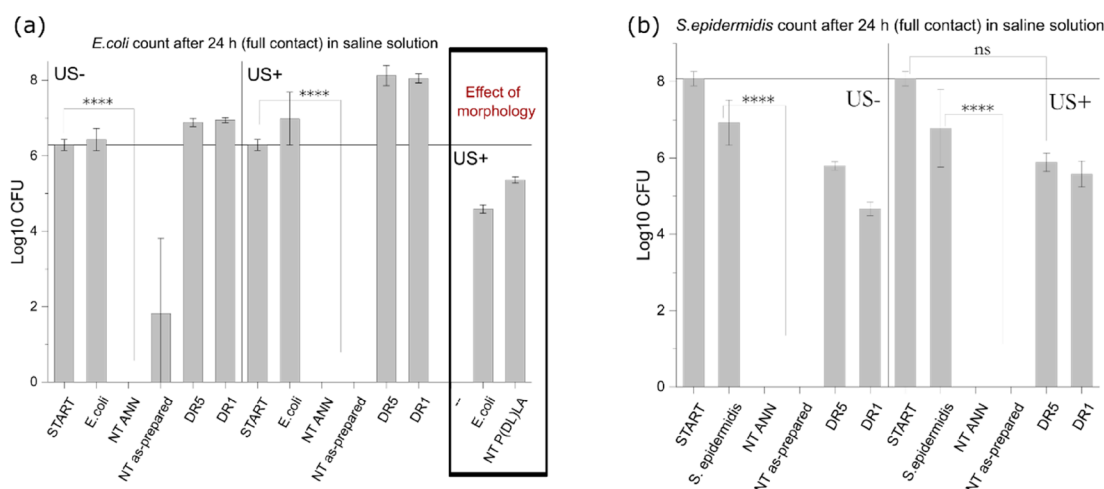 (a)
E.coli count after 24 h (full contact) in saline solution
US-
US+
****
****
Effect of
morphology
US+
Log10 CFU
8
6
4
2
0
START
E.coli
NT ANN
NT as-prepared
DR5
DR1
START
E.coli
NT ANN
NT as-prepared
DR5
DR1
--
E.coli
NT P(DL)LA
(b)
S.epidermidis count after 24 h (full contact) in saline solution
ns
US-
US+
****
****
Log10 CFU
8
6
4
2
0
START
S. epidermidis
NT ANN
NT as-prepared
DR5
DR1
START
S.epidermidis
NT ANN
NT as-prepared
DR5
DR1